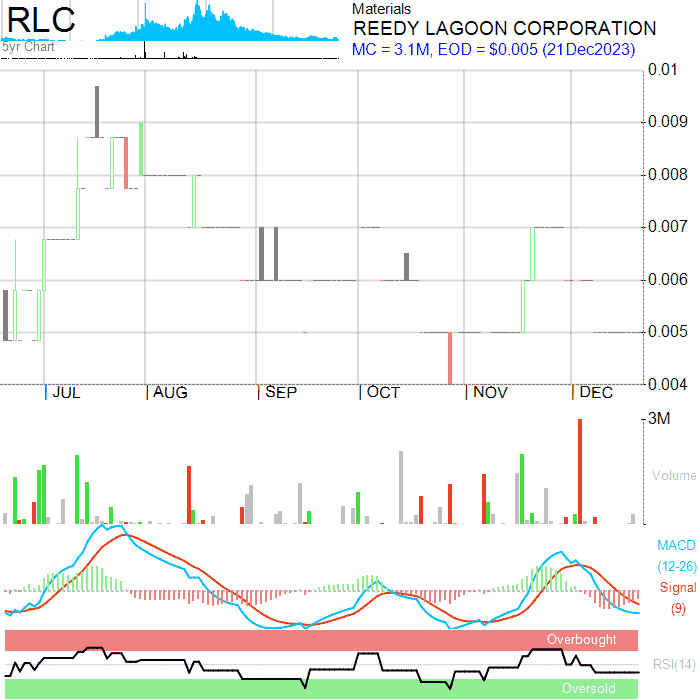 RLC
5yr Chart
Materials
REEDY LAGOON CORPORATION
MC = 3.1M, EOD = $0.005 (21Dec2023)
0.01
0.009
0.008
0.007
0.006
0.005
0.004
JUL AUG SEP OCT NOV DEC
3M
Volume
MACD
(12-26)
Signal
(9)
Overbought
RSI(14)
Oversold